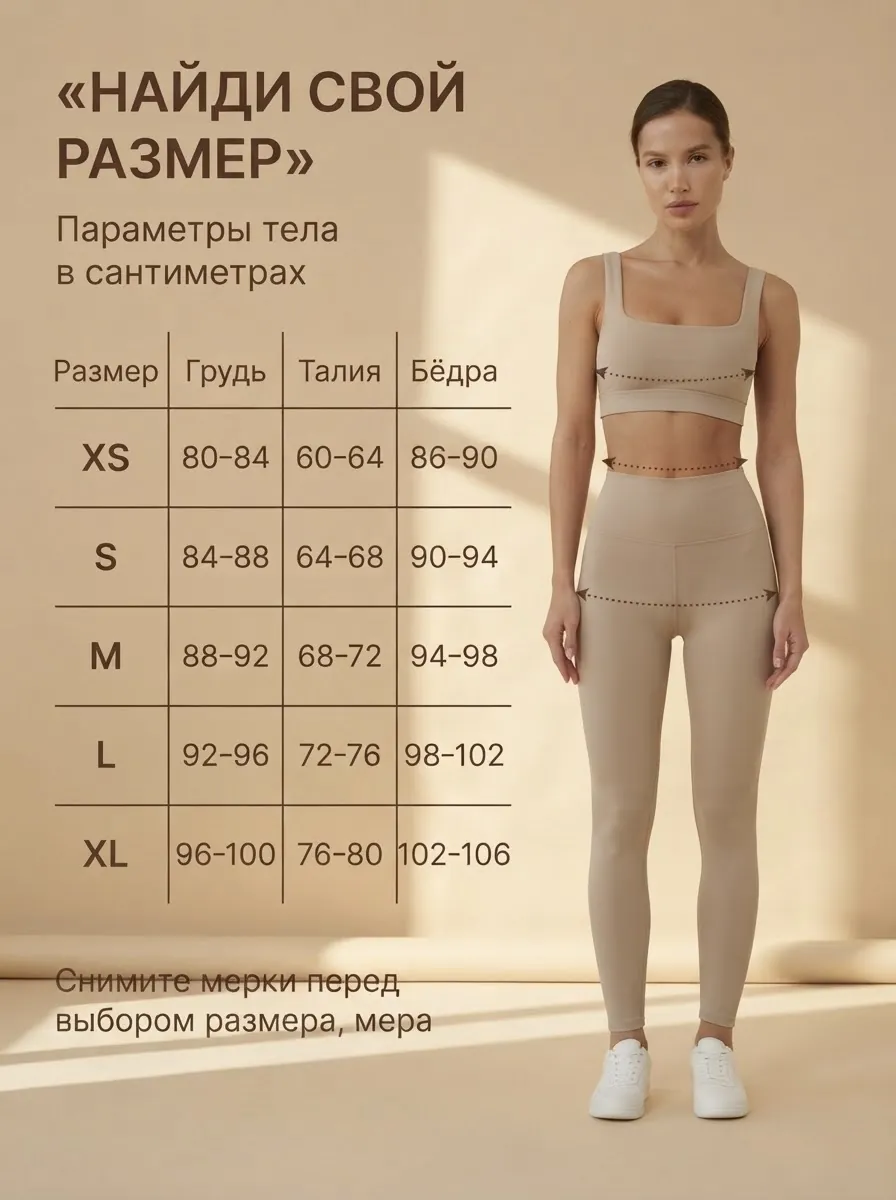 «НАЙДИ СВОЙ
РАЗМЕР»
Параметры тела
в сантиметрах
Размер Грудь Талия Бёдра
XS 80–84 60–64 86–90
S 84–88 64–68 90–94
M 88–92 68–72 94–98
L 92–96 72–76 98–102
XL 96–100 76–80 102–106
Снимите мерки перед
выбором размера, мера